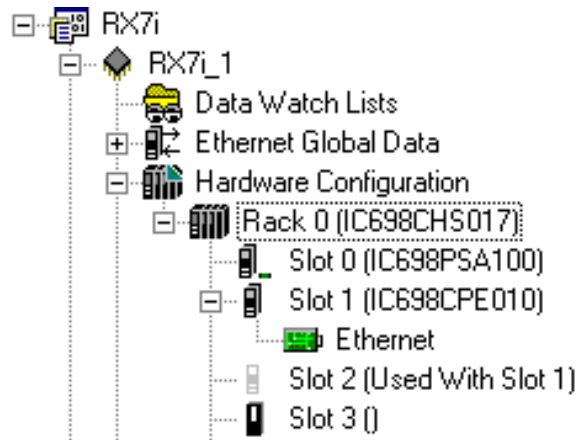 RX7i
RX7i_1
Data Watch Lists
Ethernet Global Data
Hardware Configuration
Rack 0 (IC698CHS017)
Slot 0 (IC698PSA100)
Slot 1 (IC698CPE010)
Ethernet
Slot 2 (Used With Slot 1)
Slot 3 ()